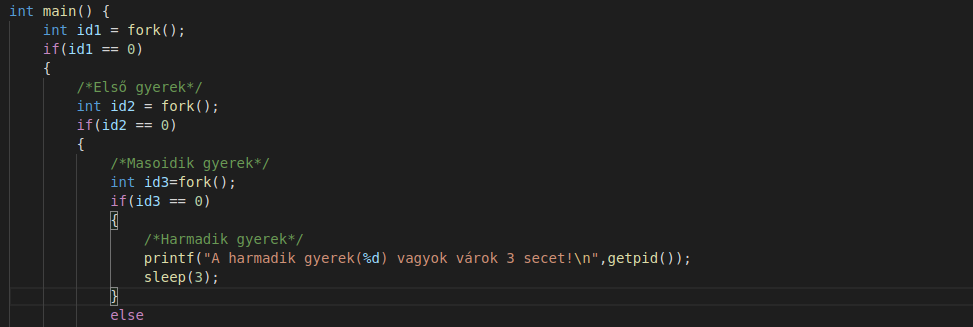 int main() {
int id1 = fork();
if(id1 == 0)
{
/*Első gyerek*/
int id2 = fork();
if(id2 == 0)
{
/*Masoidik gyerek*/
int id3=fork();
if(id3 == 0)
{
/*Harmadik gyerek*/
printf("A harmadik gyerek(%d) vagyok várok 3 secet!\n",getpid());
sleep(3);
}
else